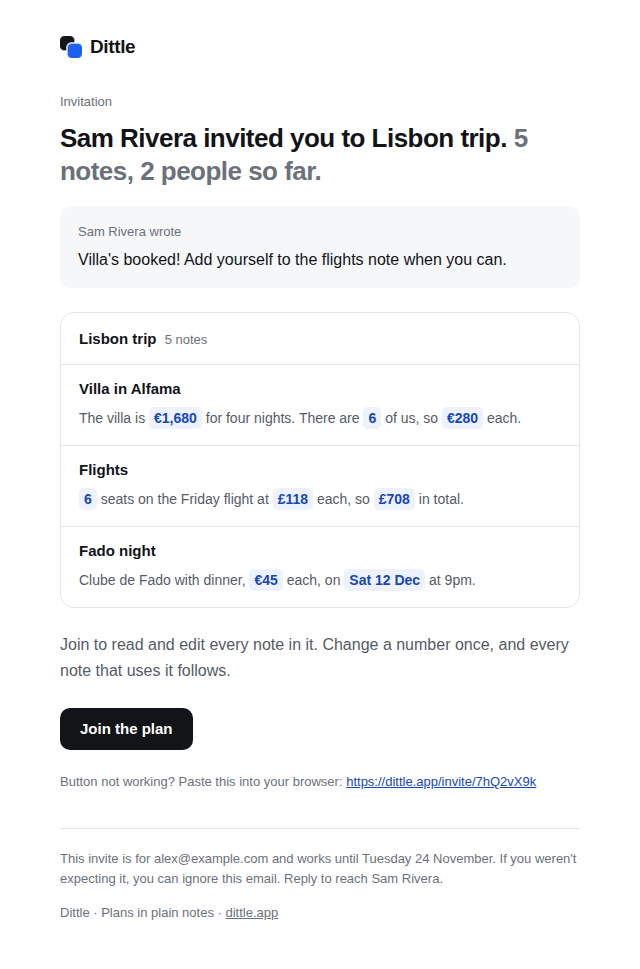 Dittle
Invitation
Sam Rivera invited you to Lisbon trip. 5
notes, 2 people so far.
Sam Rivera wrote
Villa's booked! Add yourself to the flights note when you can.
Lisbon trip 5 notes
Villa in Alfama
The villa is €1,680 for four nights. There are 6 of us, so €280 each.
Flights
6 seats on the Friday flight at £118 each, so £708 in total.
Fado night
Clube de Fado with dinner, €45 each, on Sat 12 Dec at 9pm.
Join to read and edit every note in it. Change a number once, and every
note that uses it follows.
Join the plan
Button not working? Paste this into your browser: https://dittle.app/invite/7hQ2vX9k
This invite is for alex@example.com and works until Tuesday 24 November. If you weren't
expecting it, you can ignore this email. Reply to reach Sam Rivera.
Dittle · Plans in plain notes · dittle.app